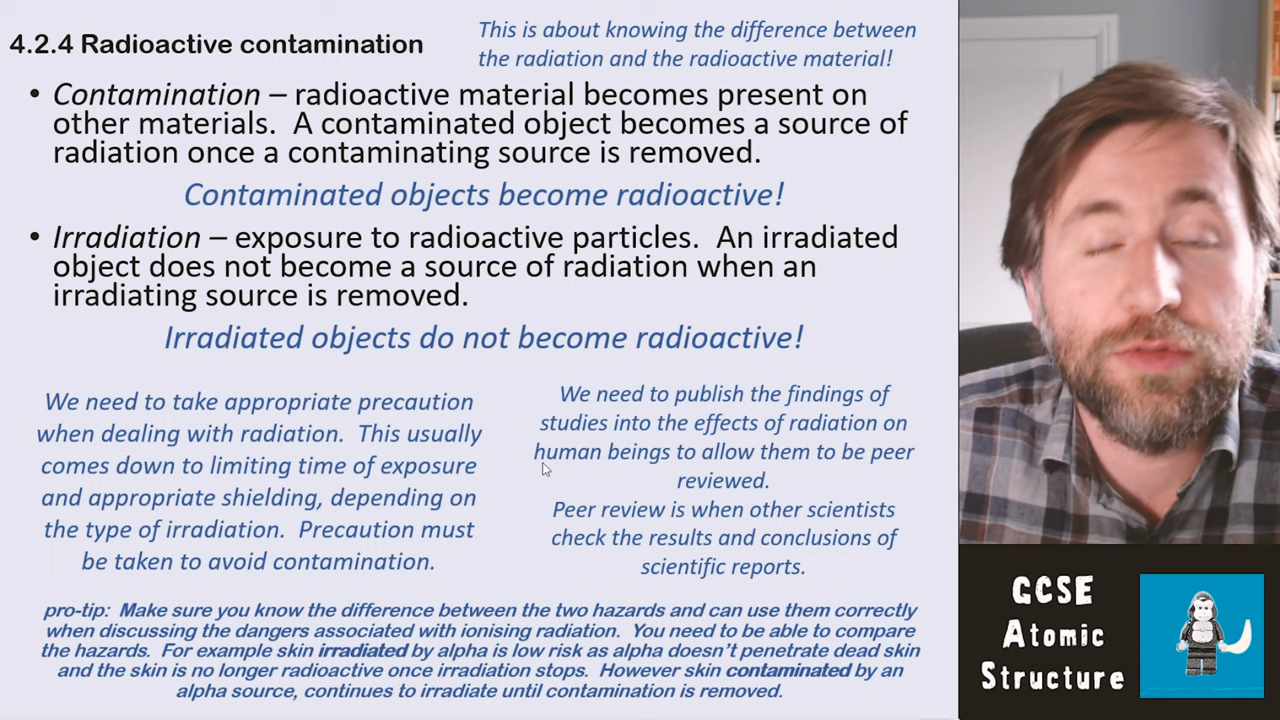 4.2.4 Radioactive contamination
This is about knowing the difference between
the radiation and the radioactive material!
• Contamination – radioactive material becomes present on
other materials. A contaminated object becomes a source of
radiation once a contaminating source is removed.
Contaminated objects become radioactive!
• Irradiation – exposure to radioactive particles. An irradiated
object does not become a source of radiation when an
irradiating source is removed.
Irradiated objects do not become radioactive!
We need to take appropriate precaution
when dealing with radiation. This usually
comes down to limiting time of exposure
and appropriate shielding, depending on
the type of irradiation. Precaution must
be taken to avoid contamination.
We need to publish the findings of
studies into the effects of radiation on
human beings to allow them to be peer
reviewed.
Peer review is when other scientists
check the results and conclusions of
scientific reports.
pro-tip: Make sure you know the difference between the two hazards and can use them correctly
when discussing the dangers associated with ionising radiation. You need to be able to compare
the hazards. For example skin irradiated by alpha is low risk as alpha doesn't penetrate dead skin
and the skin is no longer radioactive once irradiation stops. However skin contaminated by an
alpha source, continues to irradiate until contamination is removed.
GCSE
Atomic
Structure